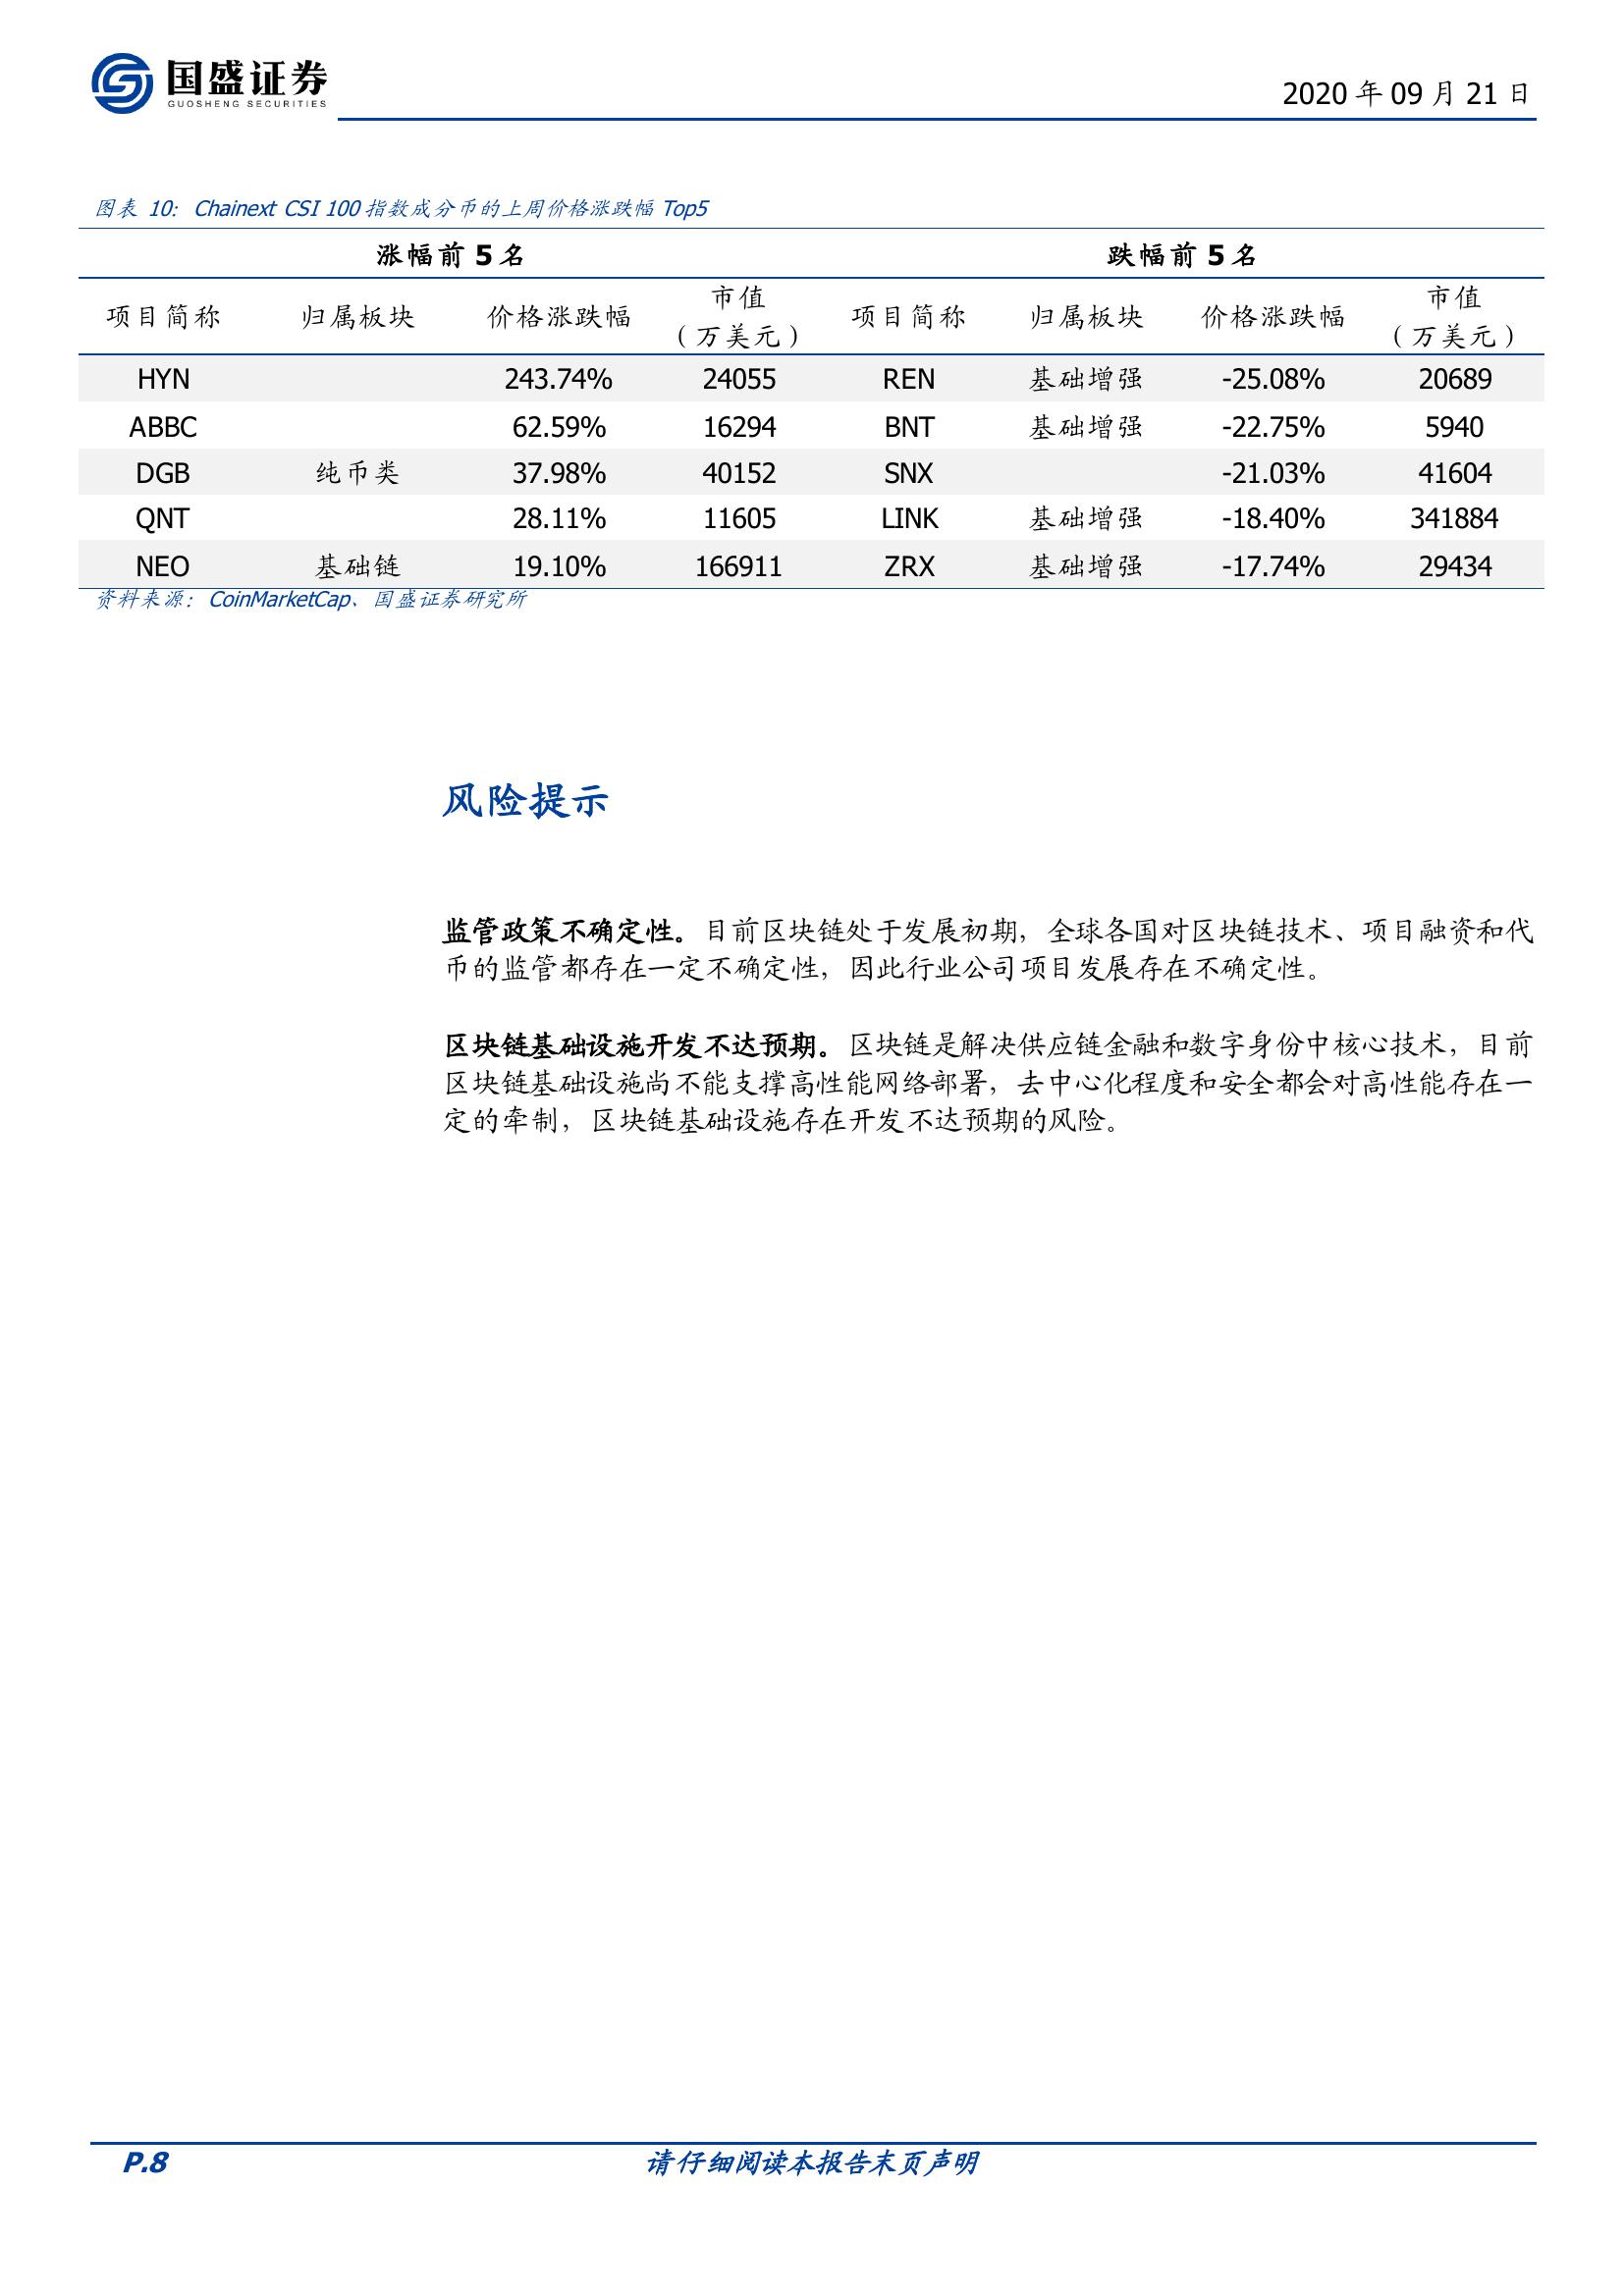 国盛证券
GUOSHENG SECURITIES
2020 年 09 月 21 日
图表 10: Chainext CSI 100 指数成分币的上周价格涨跌幅 Top5
涨幅前 5 名 跌幅前 5 名
项目简称 归属板块 价格涨跌幅 市值（万美元） 项目简称 归属板块 价格涨跌幅 市值（万美元）
HYN 243.74% 24055 REN 基础增强 -25.08% 20689
ABBC 62.59% 16294 BNT 基础增强 -22.75% 5940
DGB 纯币类 37.98% 40152 SNX -21.03% 41604
QNT 28.11% 11605 LINK 基础增强 -18.40% 341884
NEO 基础链 19.10% 166911 ZRX 基础增强 -17.74% 29434
资料来源：CoinMarketCap、国盛证券研究所
风险提示
监管政策不确定性。目前区块链处于发展初期，全球各国对区块链技术、项目融资和代
币的监管都存在一定不确定性，因此行业公司项目发展存在不确定性。
区块链基础设施开发不达预期。区块链是解决供应链金融和数字身份中核心技术，目前
区块链基础设施尚不能支撑高性能网络部署，去中心化程度和安全都会对高性能存在一
定的牵制，区块链基础设施存在开发不达预期的风险。
P.8 请仔细阅读本报告末页声明